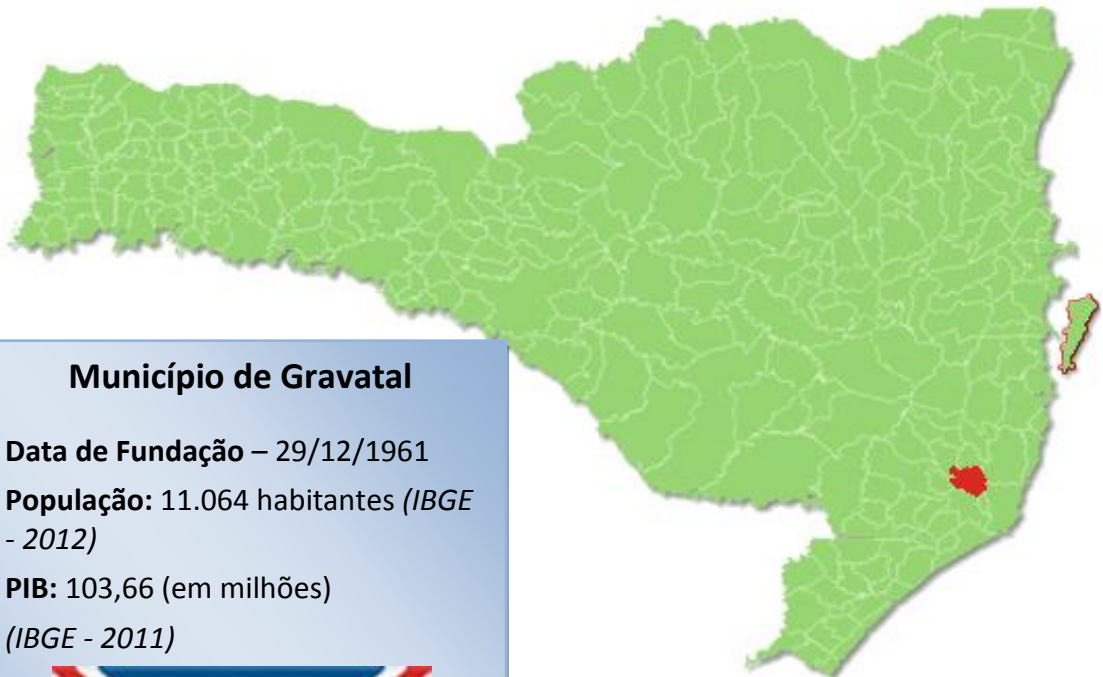 Município de Gravatal
Data de Fundação – 29/12/1961
População: 11.064 habitantes (IBGE
- 2012)
PIB: 103,66 (em milhões)
(IBGE - 2011)